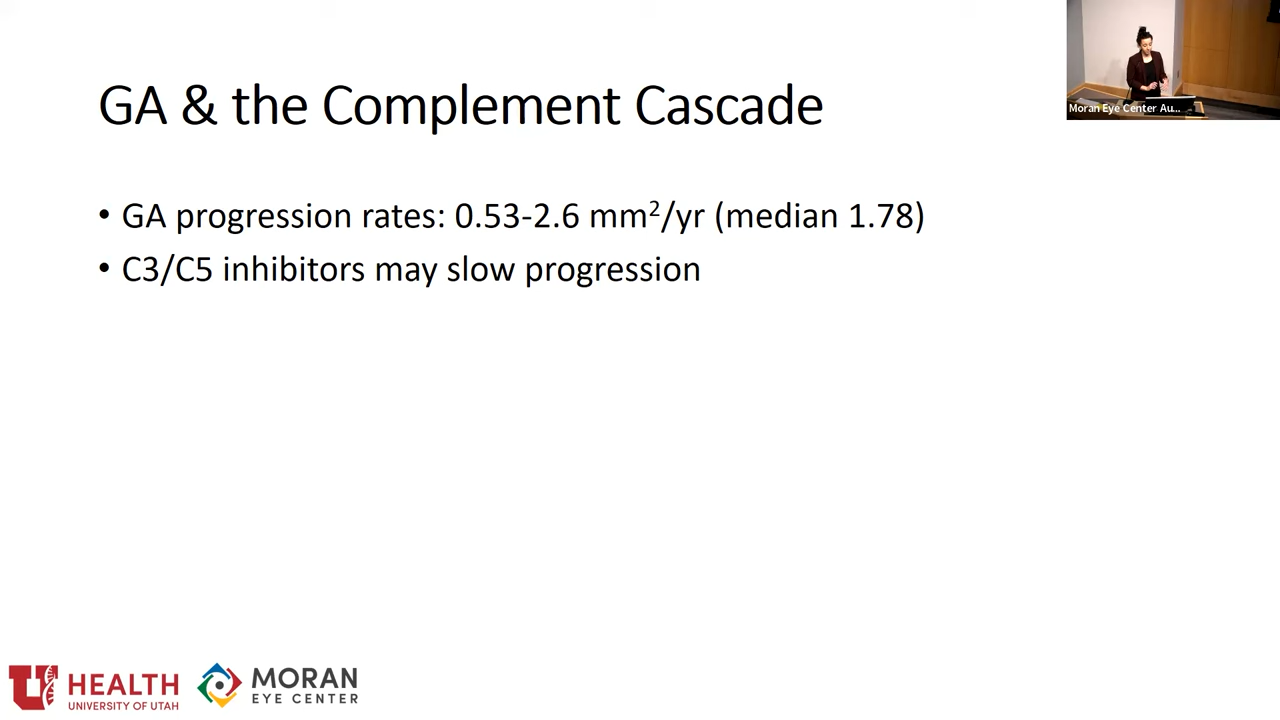 GA & the Complement Cascade
Moran Eye Center Au...
• GA progression rates: 0.53-2.6 mm²/yr (median 1.78)
• C3/C5 inhibitors may slow progression
U HEALTH
UNIVERSITY OF UTAH
MORAN
EYE CENTER